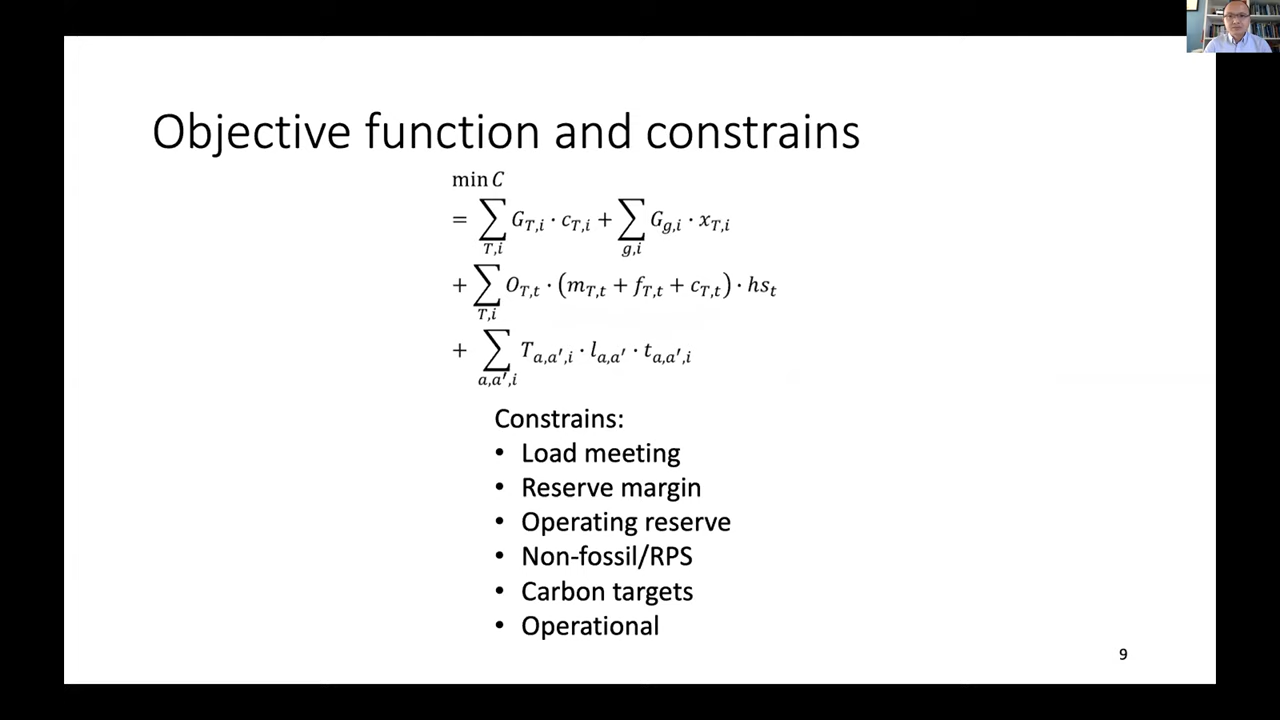 Objective function and constrains
min C
= ∑_{T,i} G_{T,i} · c_{T,i} + ∑_{g,i} G_{g,i} · x_{T,i}
+ ∑_{T,i} O_{T,t} · (m_{T,t} + f_{T,t} + c_{T,t}) · hs_t
+ ∑_{a,a′,i} T_{a,a′,i} · l_{a,a′} · t_{a,a′,i}
Constrains:
• Load meeting
• Reserve margin
• Operating reserve
• Non-fossil/RPS
• Carbon targets
• Operational
9